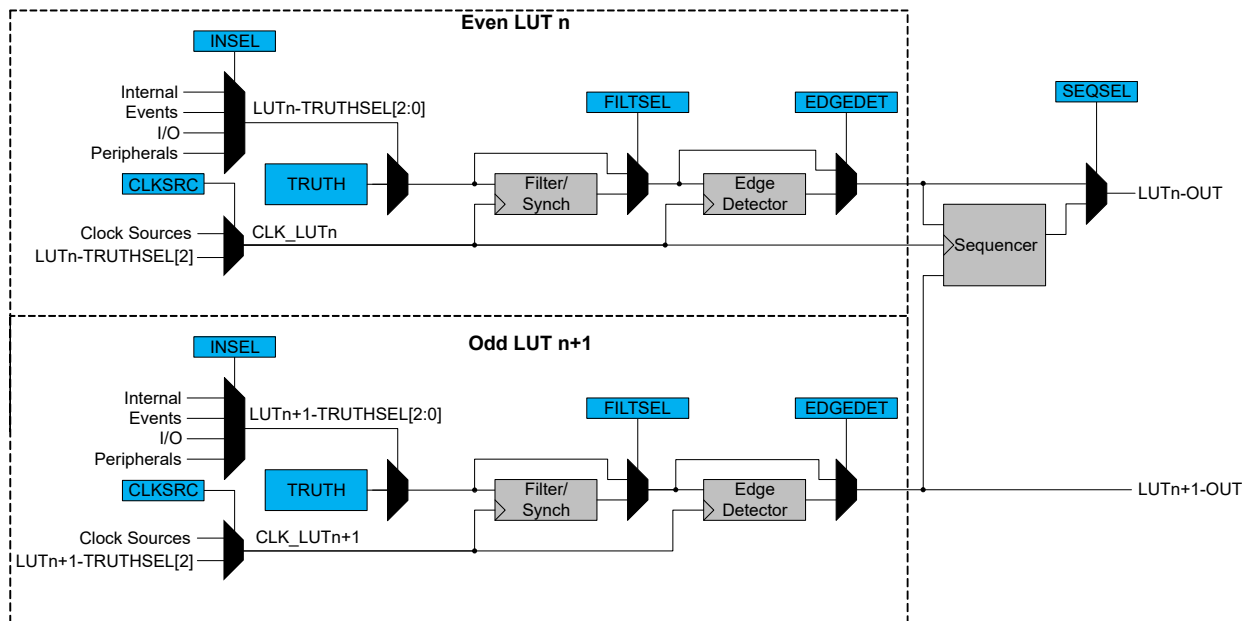 Even LUT n
INSEL
Internal
Events
I/O
Peripherals
LUTn-TRUTHSEL[2:0]
FILTSEL
EDGEDET
SEQSEL
CLKSRC
TRUTH
Filter/
Synch
Edge
Detector
LUTn-OUT
Clock Sources
LUTn-TRUTHSEL[2]
CLK_LUTn
Sequencer
Odd LUT n+1
INSEL
Internal
Events
I/O
Peripherals
LUTn+1-TRUTHSEL[2:0]
FILTSEL
EDGEDET
CLKSRC
TRUTH
Filter/
Synch
Edge
Detector
LUTn+1-OUT
Clock Sources
LUTn+1-TRUTHSEL[2]
CLK_LUTn+1